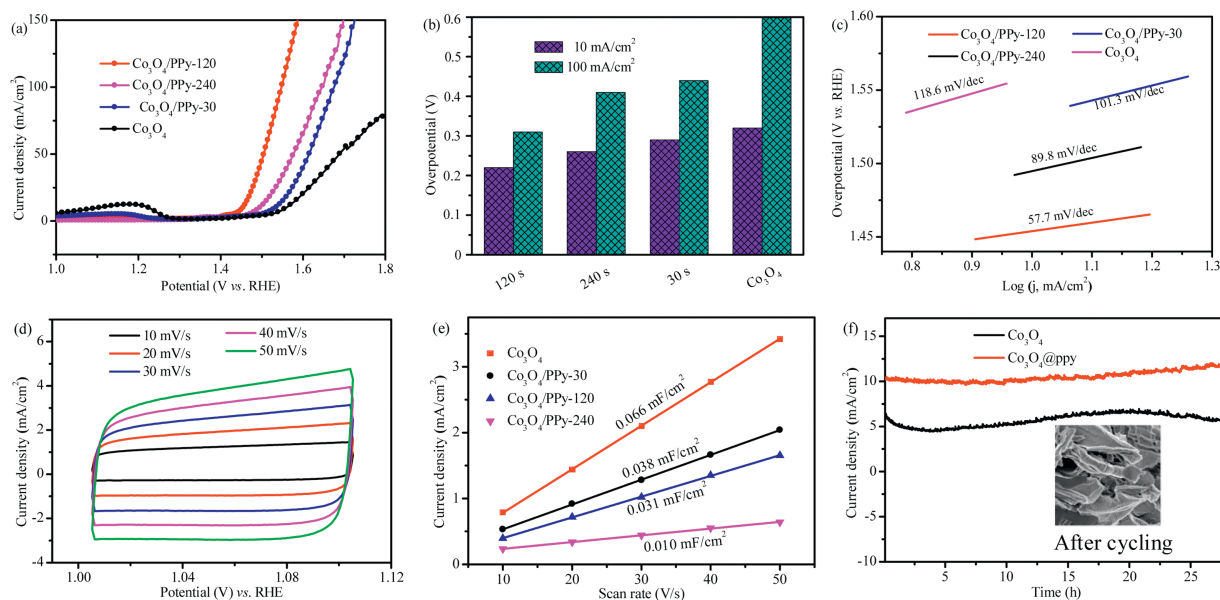 (a)
Co3O4/PPy-120
Co3O4/PPy-240
Co3O4/PPy-30
Co3O4
Current density (mA/cm2)
150
100
50
0
1.0 1.2 1.4 1.6 1.8
Potential (V vs. RHE)
(b)
10 mA/cm2
100 mA/cm2
Overpotential (V)
0.6
0.5
0.4
0.3
0.2
0.1
0
120 s 240 s 30 s Co3O4
(c)
Co3O4/PPy-120 Co3O4/PPy-30
Co3O4/PPy-240 Co3O4
118.6 mV/dec
101.3 mV/dec
89.8 mV/dec
57.7 mV/dec
Overpotential (V vs. RHE)
1.60
1.55
1.50
1.45
0.7 0.8 0.9 1.0 1.1 1.2 1.3
Log (j, mA/cm2)
(d)
10 mV/s 40 mV/s
20 mV/s 50 mV/s
30 mV/s
Current density (mA/cm2)
6
4
2
0
-2
-4
1.00 1.04 1.08 1.12
Potential (V) vs. RHE
(e)
Co3O4
Co3O4/PPy-30
Co3O4/PPy-120
Co3O4/PPy-240
0.066 mF/cm2
0.038 mF/cm2
0.031 mF/cm2
0.010 mF/cm2
Current density (mA/cm2)
3
2
1
0
10 20 30 40 50
Scan rate (V/s)
(f)
Co3O4
Co3O4@ppy
Current density (mA/cm2)
15
10
5
0
-5
-10
5 10 15 20 25
After cycling
Time (h)